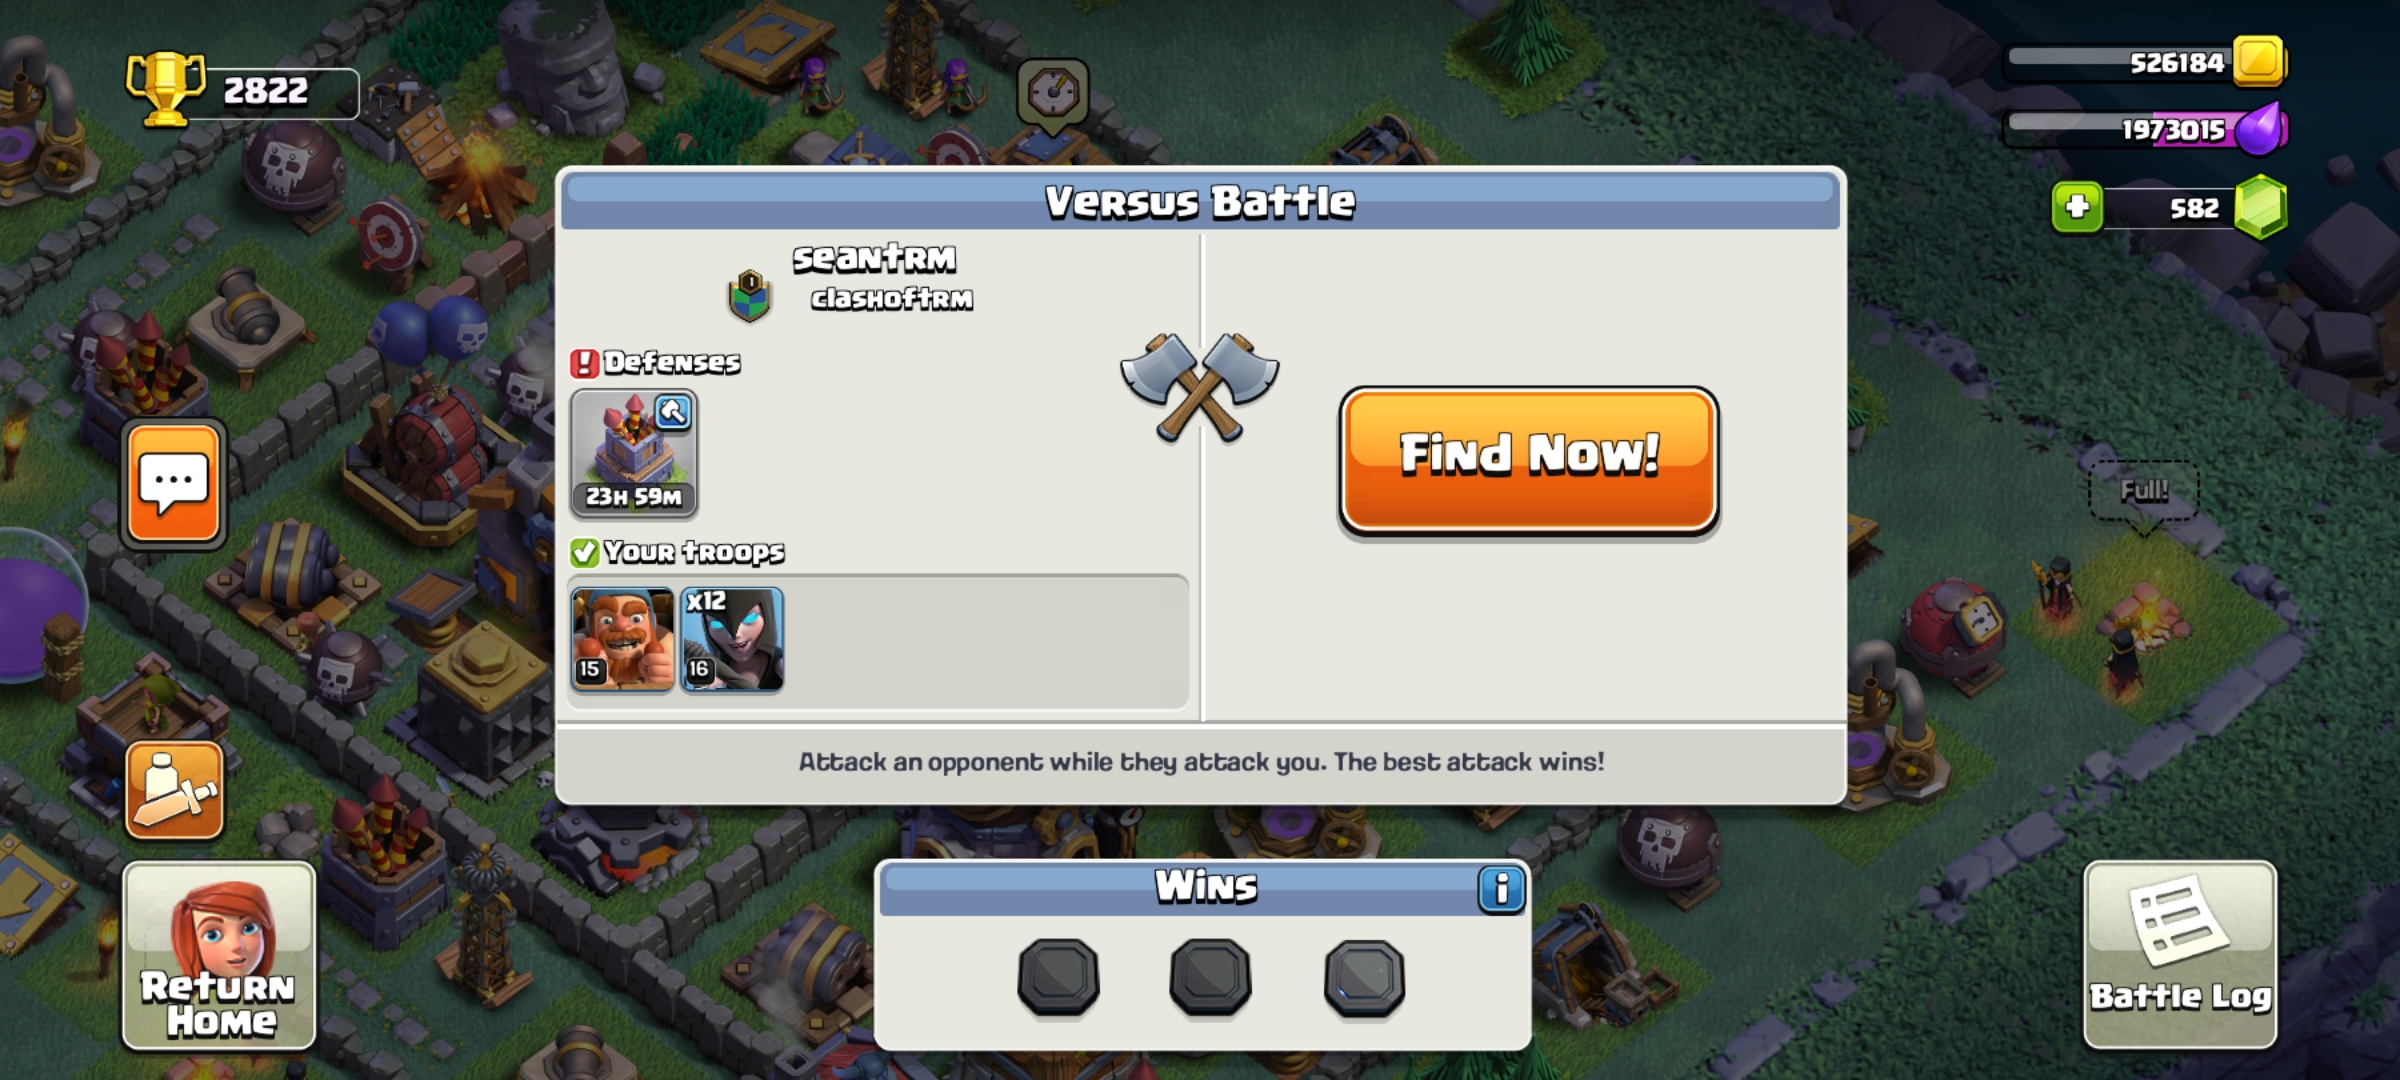 2822
526184
1973015
582
Versus Battle
seantrm
1
clashoftrm
Defenses
23H 59M
Your troops
15
x12
16
Find Now!
Full!
Attack an opponent while they attack you. The best attack wins!
Wins
i
Return
Home
Battle Log